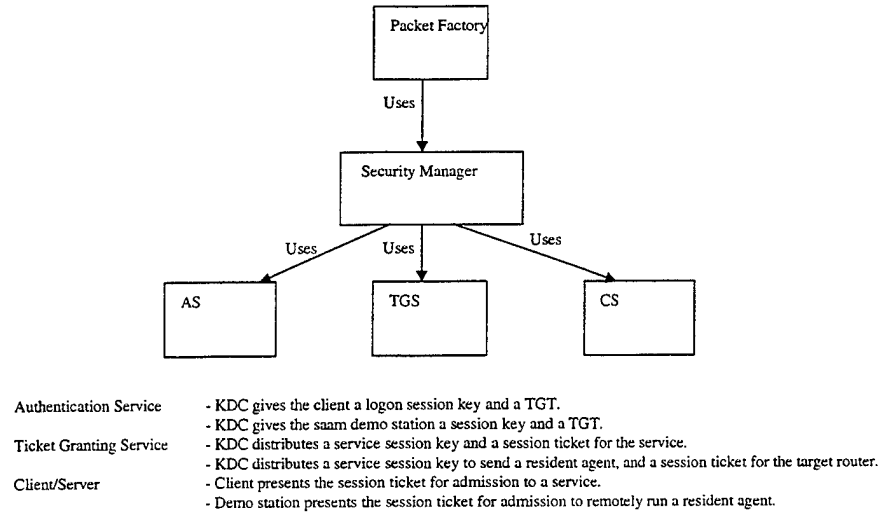 Packet Factory
Uses
Security Manager
Uses Uses Uses
AS TGS CS
Authentication Service - KDC gives the client a logon session key and a TGT.
- KDC gives the saam demo station a session key and a TGT.
Ticket Granting Service - KDC distributes a service session key and a session ticket for the service.
- KDC distributes a service session key to send a resident agent, and a session ticket for the target router.
Client/Server - Client presents the session ticket for admission to a service.
- Demo station presents the session ticket for admission to remotely run a resident agent.